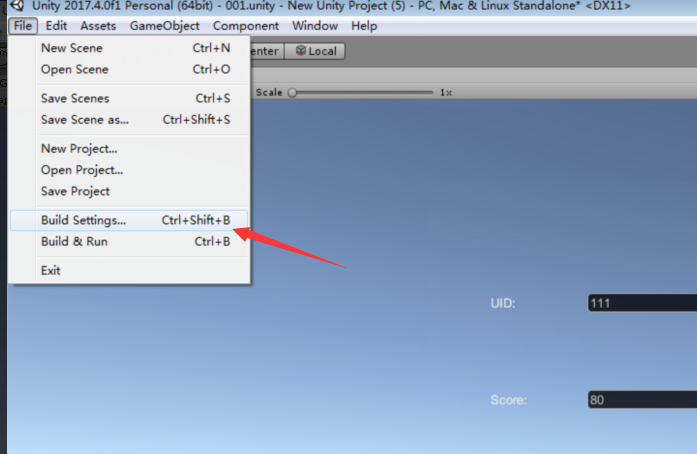 Unity 2017.4.0f1 Personal (64bit) - 001.unity - New Unity Project (5) - PC, Mac & Linux Standalone* <DX11>
File Edit Assets GameObject Component Window Help
New Scene Ctrl+N
enter Local
Open Scene Ctrl+O
Save Scenes Ctrl+S
Scale 1x
Save Scene as... Ctrl+Shift+S
New Project...
Open Project...
Save Project
Build Settings... Ctrl+Shift+B
Build & Run Ctrl+B
Exit
UID: 111
Score: 80